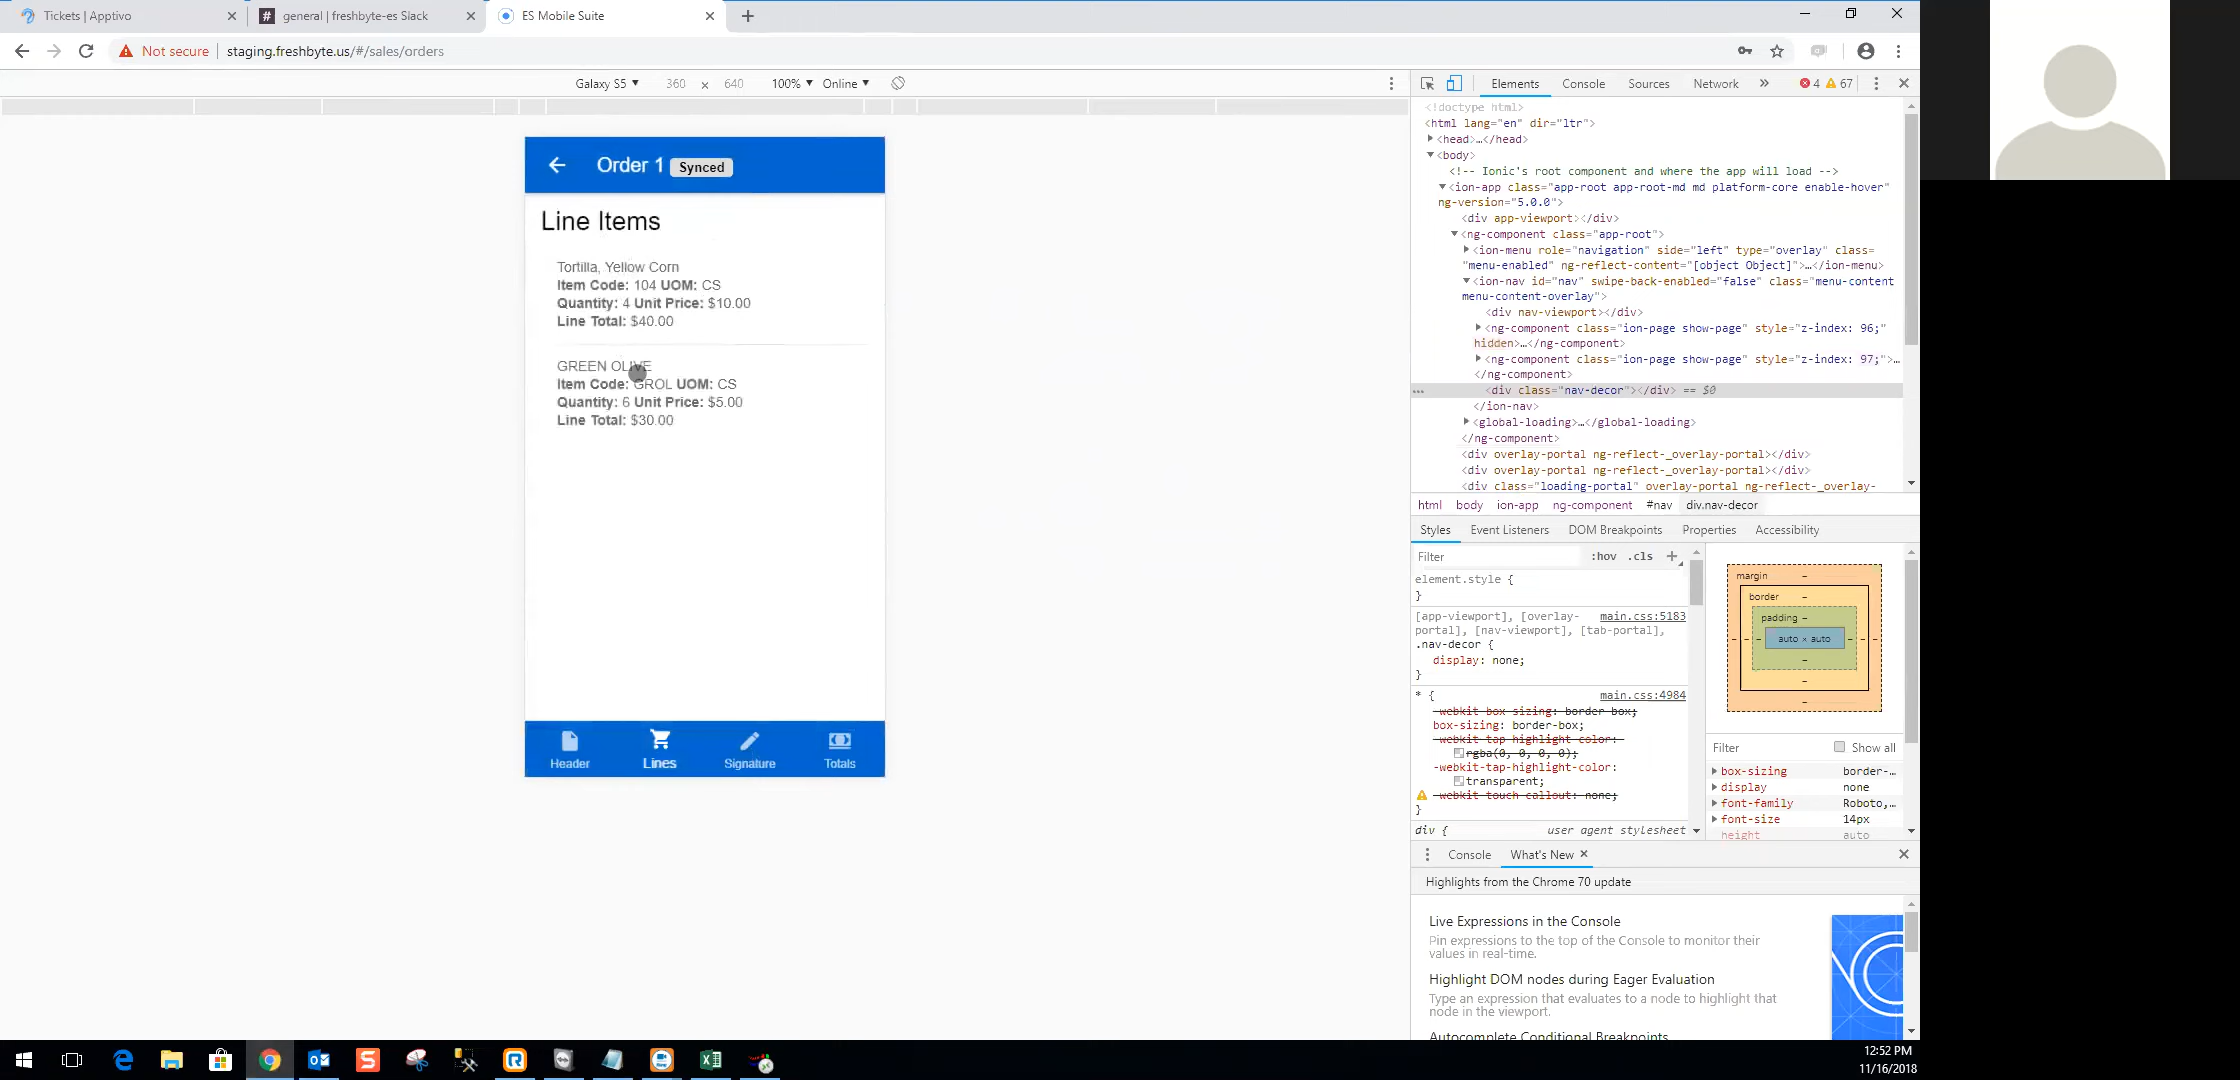 Tickets | Apptivo
general | freshbyte-es Slack
ES Mobile Suite
Not secure
staging.freshbyte.us/#/sales/orders
Galaxy S5 ▼ 360 × 640 100% ▼ Online ▼
Elements Console Sources Network » 4 67
Order 1 Synced
Line Items
Tortilla, Yellow Corn
Item Code: 104 UOM: CS
Quantity: 4 Unit Price: $10.00
Line Total: $40.00
GREEN OLIVE
Item Code: GROL UOM: CS
Quantity: 6 Unit Price: $5.00
Line Total: $30.00
Header Lines Signature Totals
<!doctype html>
<html lang="en" dir="ltr">
<head>…</head>
<body>
<!-- Ionic's root component and where the app will load -->
<ion-app class="app-root app-root-md md platform-core enable-hover"
ng-version="5.0.0">
<div app-viewport></div>
<ng-component class="app-root">
<ion-menu role="navigation" side="left" type="overlay" class=
"menu-enabled" ng-reflect-content="[object Object]">…</ion-menu>
<ion-nav id="nav" swipe-back-enabled="false" class="menu-content
menu-content-overlay">
<div nav-viewport></div>
<ng-component class="ion-page show-page" style="z-index: 96;"
hidden>…</ng-component>
<ng-component class="ion-page show-page" style="z-index: 97;">…
</ng-component>
… <div class="nav-decor"></div> == $0
</ion-nav>
<global-loading>…</global-loading>
</ng-component>
<div overlay-portal ng-reflect-_overlay-portal></div>
<div overlay-portal ng-reflect-_overlay-portal></div>
<div class="loading-portal" overlay-portal ng-reflect-_overlay-
html body ion-app ng-component #nav div.nav-decor
Styles Event Listeners DOM Breakpoints Properties Accessibility
Filter :hov .cls +
element.style {
}
[app-viewport], [overlay- main.css:5183
portal], [nav-viewport], [tab-portal],
.nav-decor {
display: none;
}
* { main.css:4984
-webkit-box-sizing: border-box;
box-sizing: border-box;
-webkit-tap-highlight-color:
rgba(0, 0, 0, 0);
-webkit-tap-highlight-color:
transparent;
-webkit-touch-callout: none;
}
div { user agent stylesheet
margin –
border –
padding –
– – – auto × auto – – –
–
–
–
Filter Show all
box-sizing border-…
display none
font-family Roboto,…
font-size 14px
height auto
Console What's New ×
Highlights from the Chrome 70 update
Live Expressions in the Console
Pin expressions to the top of the Console to monitor their
values in real-time.
Highlight DOM nodes during Eager Evaluation
Type an expression that evaluates to a node to highlight that
node in the viewport.
Autocomplete Conditional Breakpoints
12:52 PM
11/16/2018